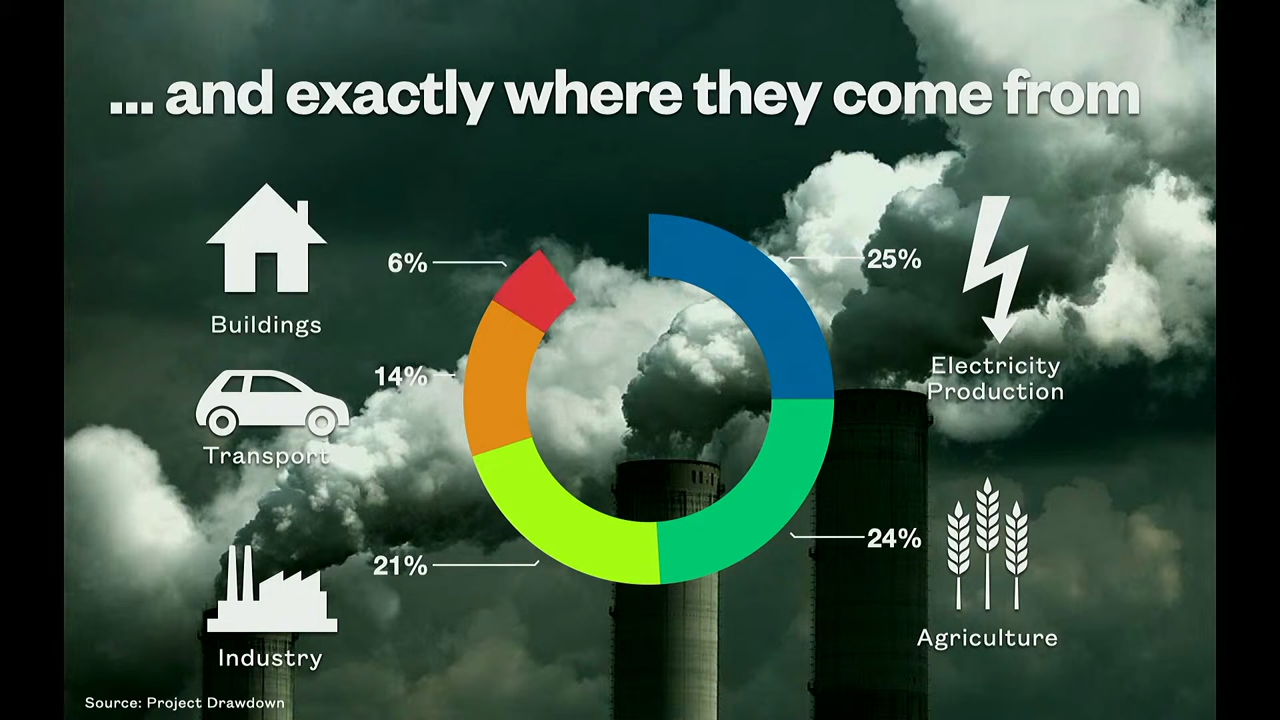 ... and exactly where they come from
6%
Buildings
14%
Transport
21%
Industry
25%
Electricity
Production
24%
Agriculture
Source: Project Drawdown